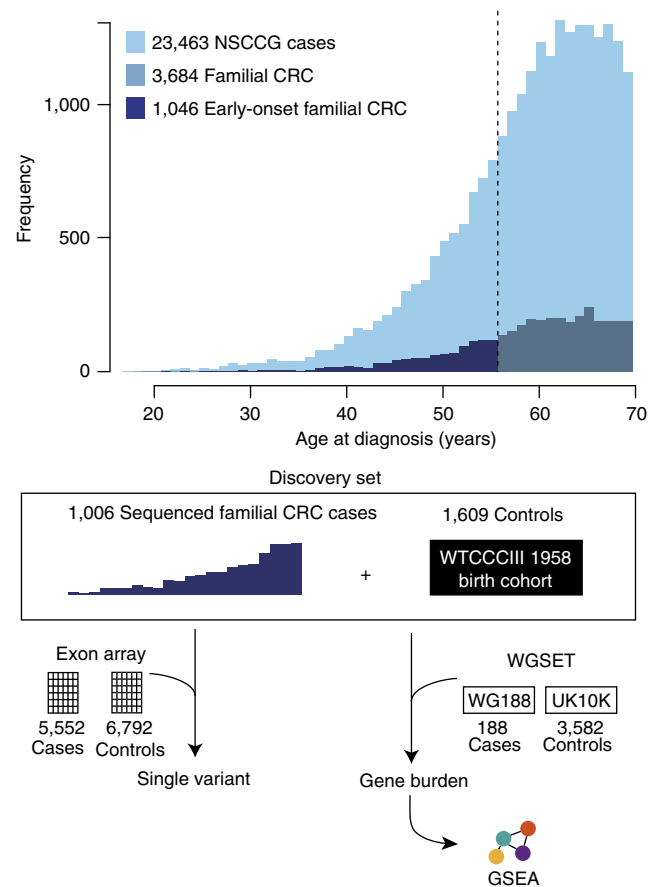 23,463 NSCCG cases
3,684 Familial CRC
1,046 Early-onset familial CRC
Frequency
1,000
500
0
20 30 40 50 60 70
Age at diagnosis (years)
Discovery set
1,006 Sequenced familial CRC cases
1,609 Controls
+
WTCCCIII 1958
birth cohort
Exon array
5,552
Cases
6,792
Controls
WGSET
WG188
UK10K
188
Cases
3,582
Controls
Single variant
Gene burden
GSEA